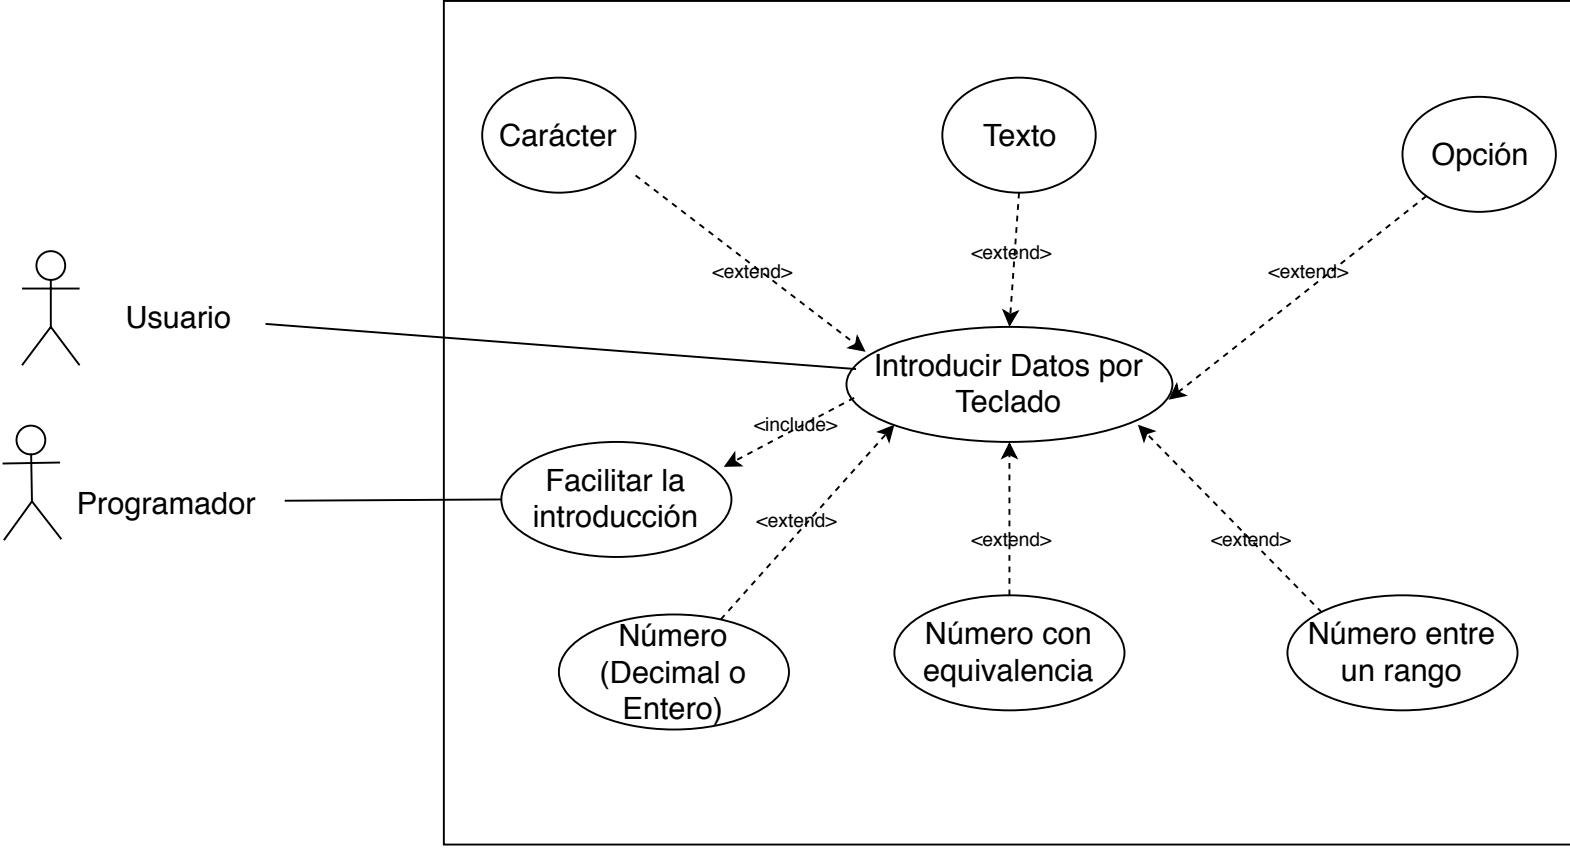 Carácter
Texto
Opción
<extend>
<extend>
<extend>
Usuario
Introducir Datos por
Teclado
<include>
Programador
Facilitar la
introducción
<extend>
<extend>
<extend>
Número
(Decimal o
Entero)
Número con
equivalencia
Número entre
un rango